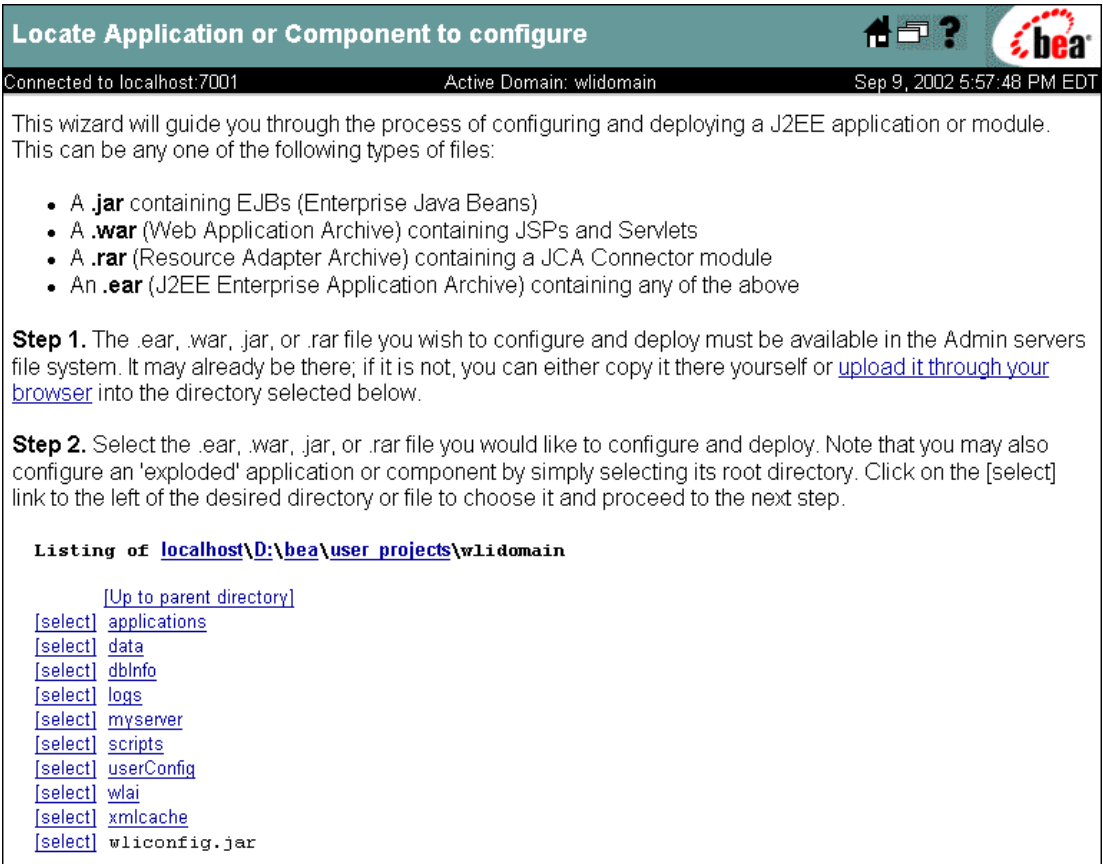 Locate Application or Component to configure
?
bea
Connected to localhost:7001 Active Domain: wlidomain Sep 9, 2002 5:57:48 PM EDT
This wizard will guide you through the process of configuring and deploying a J2EE application or module.
This can be any one of the following types of files:
• A .jar containing EJBs (Enterprise Java Beans)
• A .war (Web Application Archive) containing JSPs and Servlets
• A .rar (Resource Adapter Archive) containing a JCA Connector module
• An .ear (J2EE Enterprise Application Archive) containing any of the above
Step 1. The .ear, .war, .jar, or .rar file you wish to configure and deploy must be available in the Admin servers
file system. It may already be there; if it is not, you can either copy it there yourself or upload it through your
browser into the directory selected below.
Step 2. Select the .ear, .war, .jar, or .rar file you would like to configure and deploy. Note that you may also
configure an 'exploded' application or component by simply selecting its root directory. Click on the [select]
link to the left of the desired directory or file to choose it and proceed to the next step.
Listing of localhost\D:\bea\user_projects\wlidomain
[Up to parent directory]
[select] applications
[select] data
[select] dbInfo
[select] logs
[select] myserver
[select] scripts
[select] userConfig
[select] wlai
[select] xmlcache
[select] wliconfig.jar